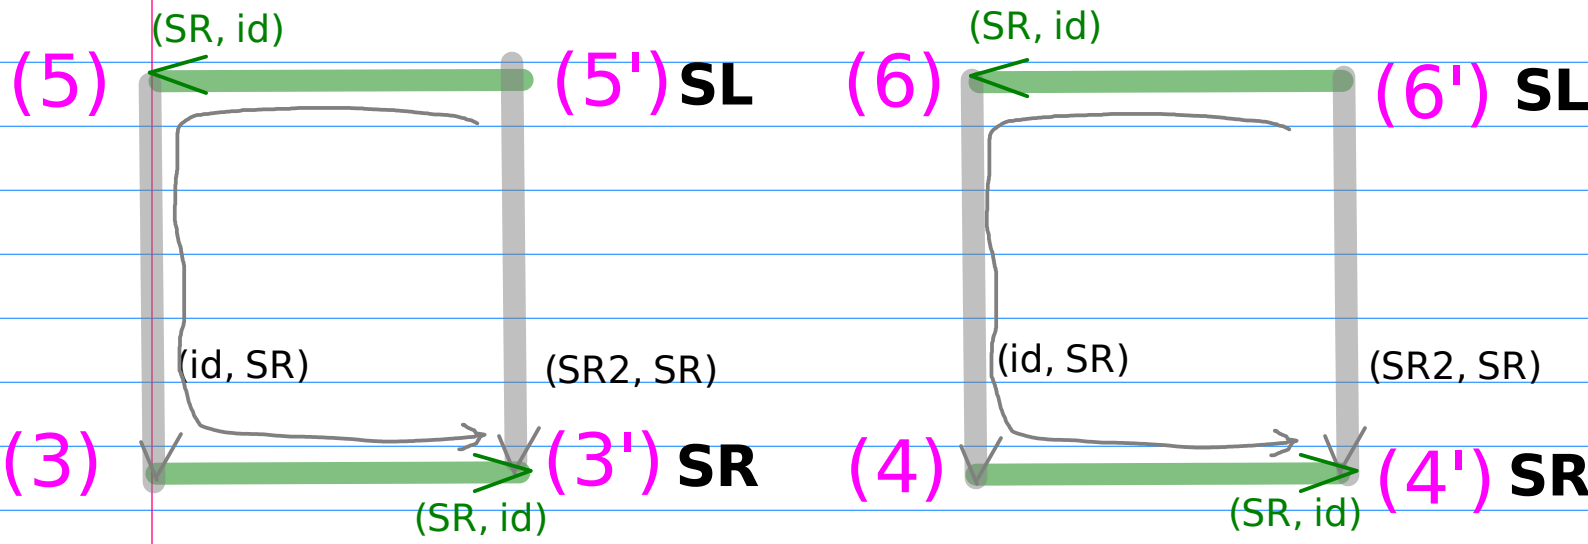 (SR, id)
(SR, id)
(5)
(5') SL
(6)
(6') SL
(id, SR)
(SR2, SR)
(id, SR)
(SR2, SR)
(3)
(3') SR
(4)
(4') SR
(SR, id)
(SR, id)